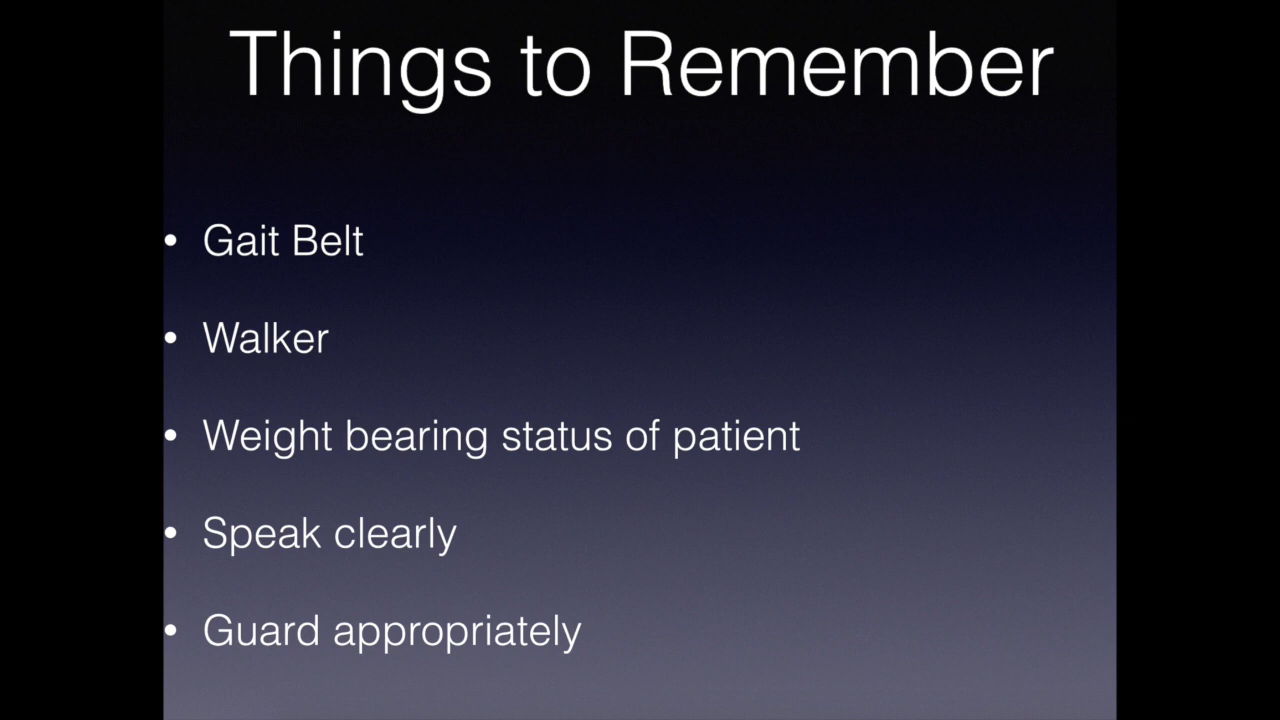 Things to Remember
• Gait Belt
• Walker
• Weight bearing status of patient
• Speak clearly
• Guard appropriately